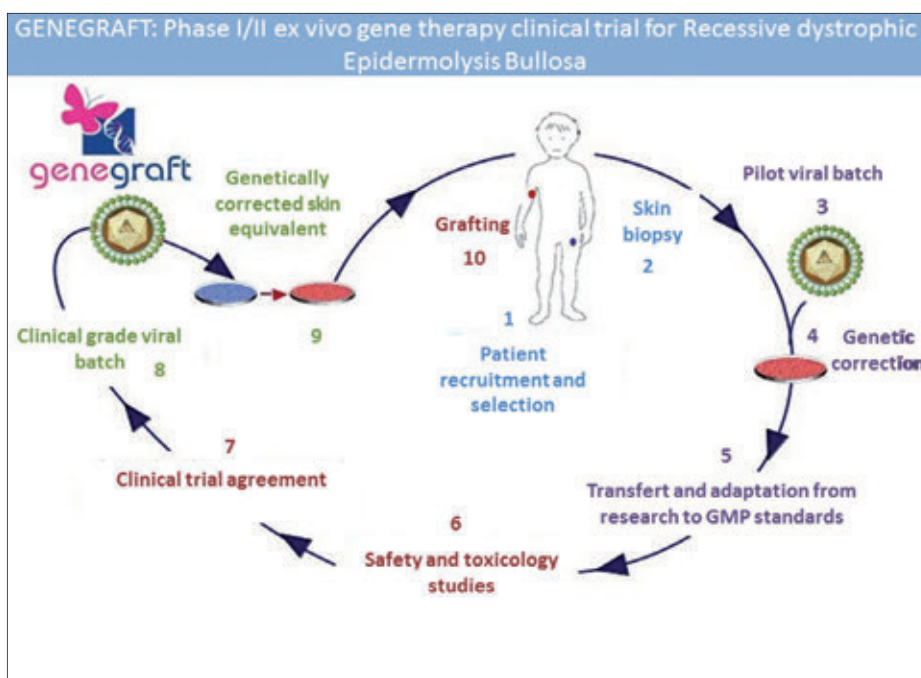 GENEGRAFT: Phase I/II ex vivo gene therapy clinical trial for Recessive dystrophic
Epidermolysis Bullosa
genegraft
Genetically
corrected skin
equivalent
Grafting
10
Skin
biopsy
2
Pilot viral batch
3
1
Patient
recruitment and
selection
4
Genetic
correction
Clinical grade viral
batch
8
9
7
Clinical trial agreement
5
Transfert and adaptation from
research to GMP standards
6
Safety and toxicology
studies